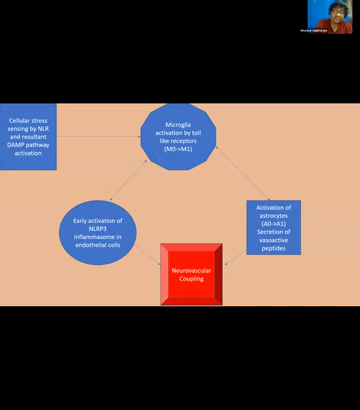 Cellular stress
sensing by NLR
and resultant
DAMP pathway
activation
Microglia
activation by toll
like receptors
(M0->M1)
Early activation of
NLRP3
inflammasome in
endothelial cells
Activation of
astrocytes
(A0->A1)
Secretion of
vasoactive
peptides
Neurovascular
Coupling